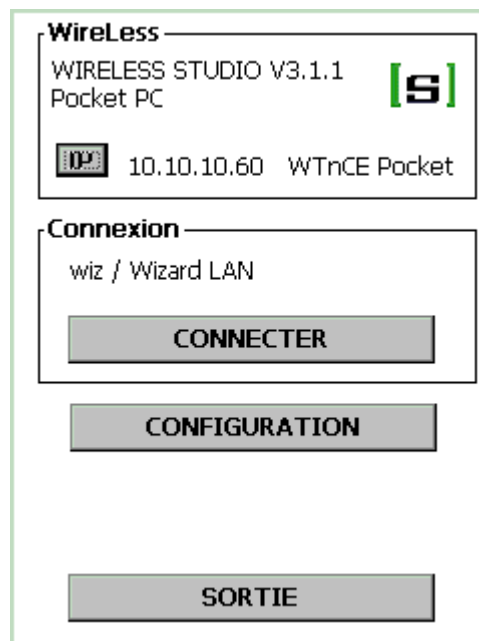 WireLess
WIRELESS STUDIO V3.1.1
Pocket PC
[s]
10.10.10.60 WTnCE Pocket
Connexion
wiz / Wizard LAN
CONNECTER
CONFIGURATION
SORTIE